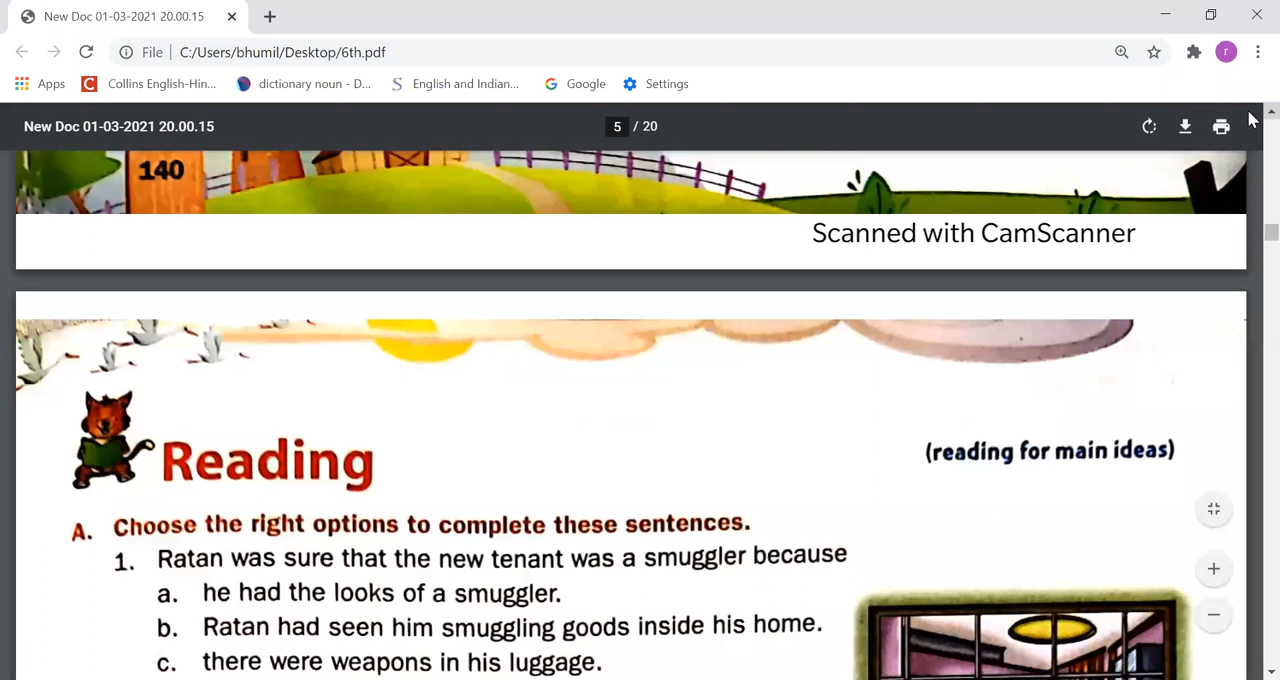 New Doc 01-03-2021 20.00.15
File C:/Users/bhumil/Desktop/6th.pdf
r
Apps Collins English-Hin... dictionary noun - D... English and Indian... Google Settings
New Doc 01-03-2021 20.00.15 5 / 20
140
Scanned with CamScanner
Reading
(reading for main ideas)
A. Choose the right options to complete these sentences.
1. Ratan was sure that the new tenant was a smuggler because
a. he had the looks of a smuggler.
b. Ratan had seen him smuggling goods inside his home.
c. there were weapons in his luggage.